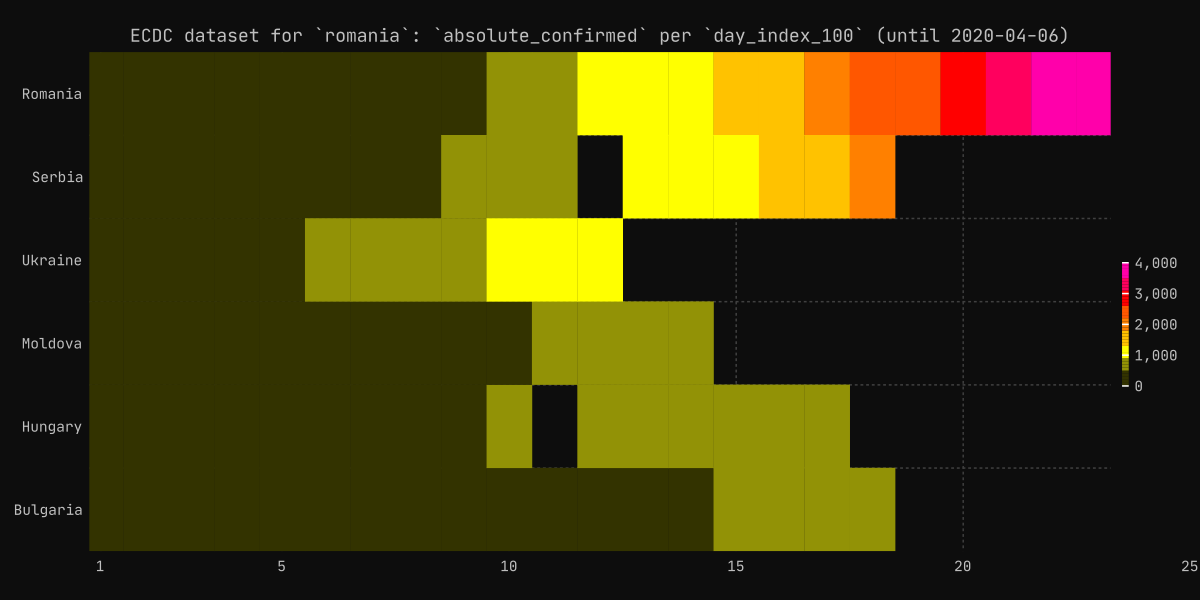 ECDC dataset for `romania`: `absolute_confirmed` per `day_index_100` (until 2020-04-06)
Romania
Serbia
Ukraine
Moldova
Hungary
Bulgaria
4,000
3,000
2,000
1,000
0
1 5 10 15 20 25